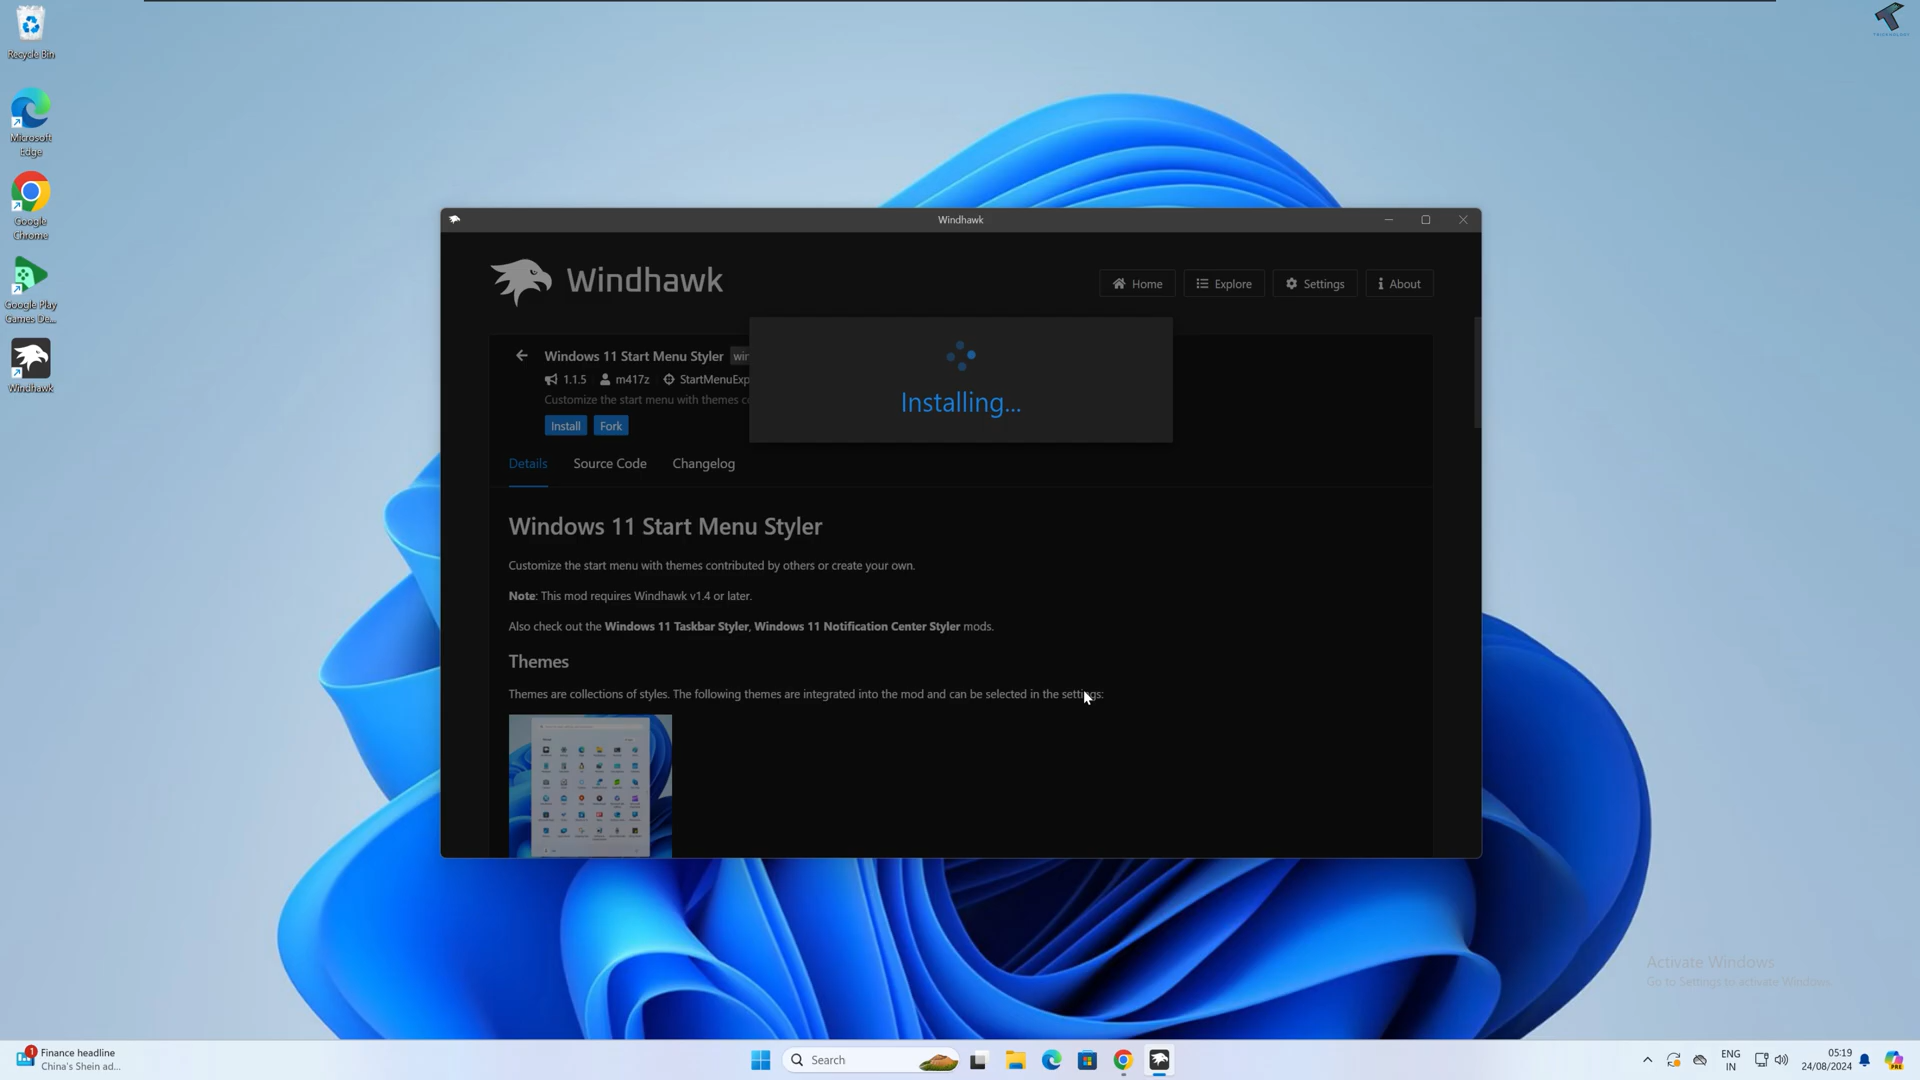 Recycle Bin
Microsoft
Edge
Google
Chrome
Google Play
Games Be...
Windhawk
Windhawk
Windhawk
Home
Explore
Settings
About
Windows 11 Start Menu Styler
1.1.5
m417z
StartMenuExp
Customize the start menu with themes c
Install
Fork
Installing...
Details
Source Code
Changelog
Windows 11 Start Menu Styler
Customize the start menu with themes contributed by others or create your own.
Note: This mod requires Windhawk v1.4 or later.
Also check out the Windows 11 Taskbar Styler, Windows 11 Notification Center Styler mods.
Themes
Themes are collections of styles. The following themes are integrated into the mod and can be selected in the settings:
Activate Windows
Go to Settings to activate Windows.
1
Finance headline
China's Shein ad...
Search
ENG
IN
05:19
24/08/2024
PRE